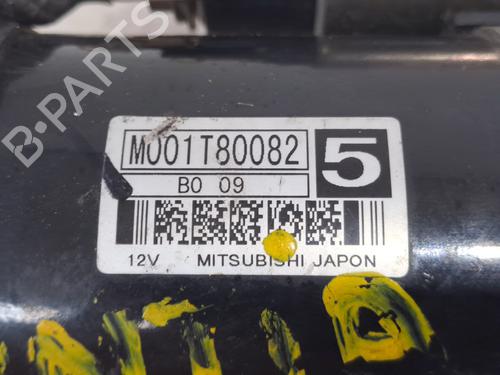 M001T80082
5
B0 09
12V MITSUBISHI JAPON
B-PARTS